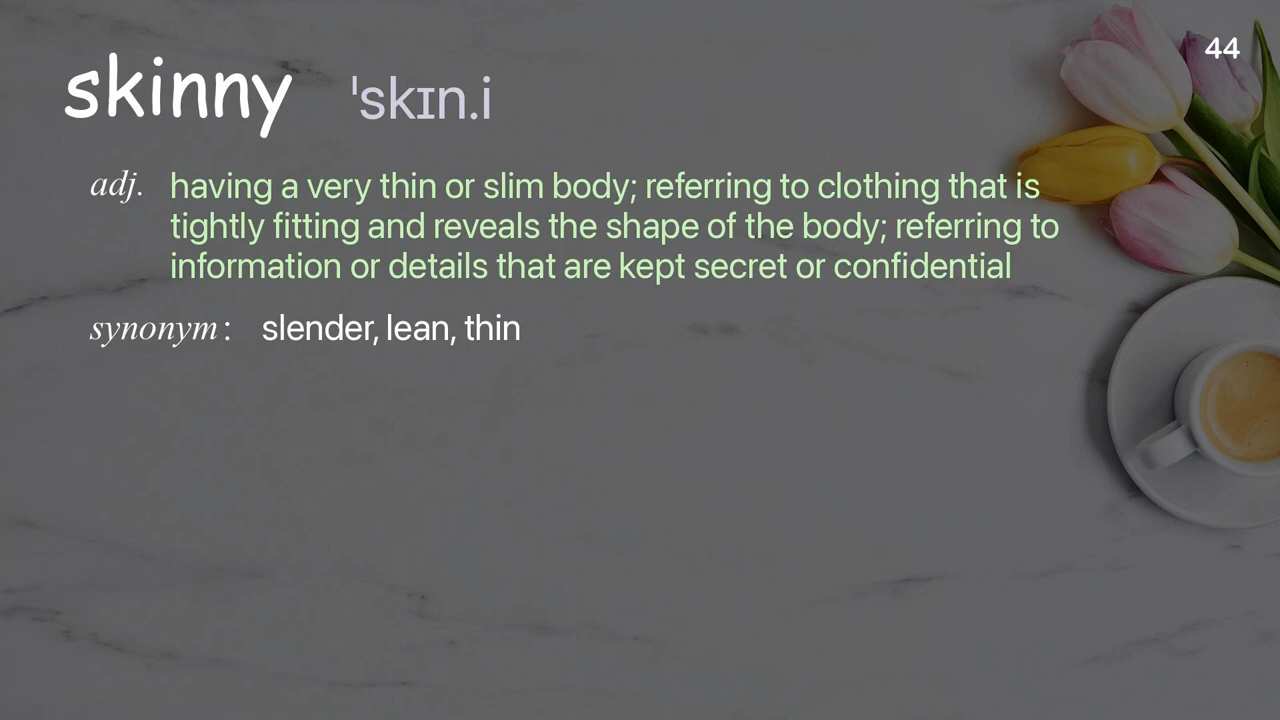 44
skinny ˈskɪn.i
adj. having a very thin or slim body; referring to clothing that is
tightly fitting and reveals the shape of the body; referring to
information or details that are kept secret or confidential
synonym: slender, lean, thin